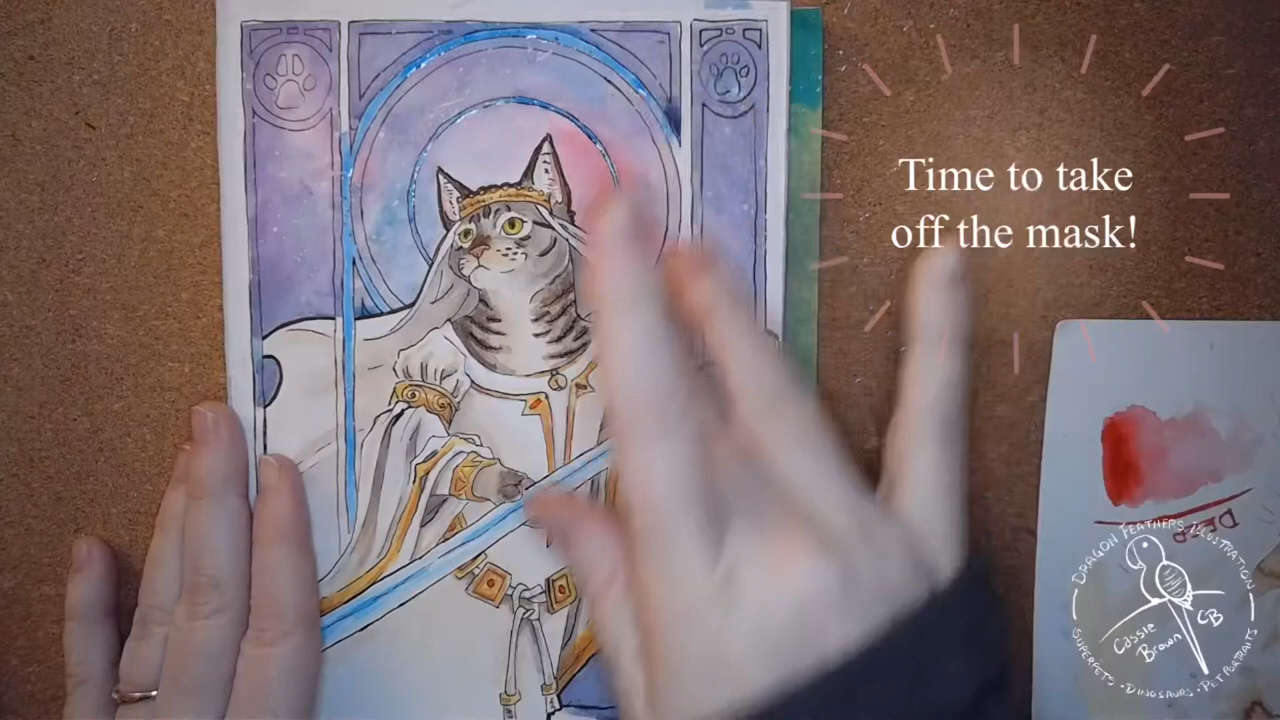 Time to take
off the mask!
DRAGON FEATHERS ILLUSTRATION
Cassie
Brown
CB
SUPERPETS • DINOSAURS • PET PORTRAITS